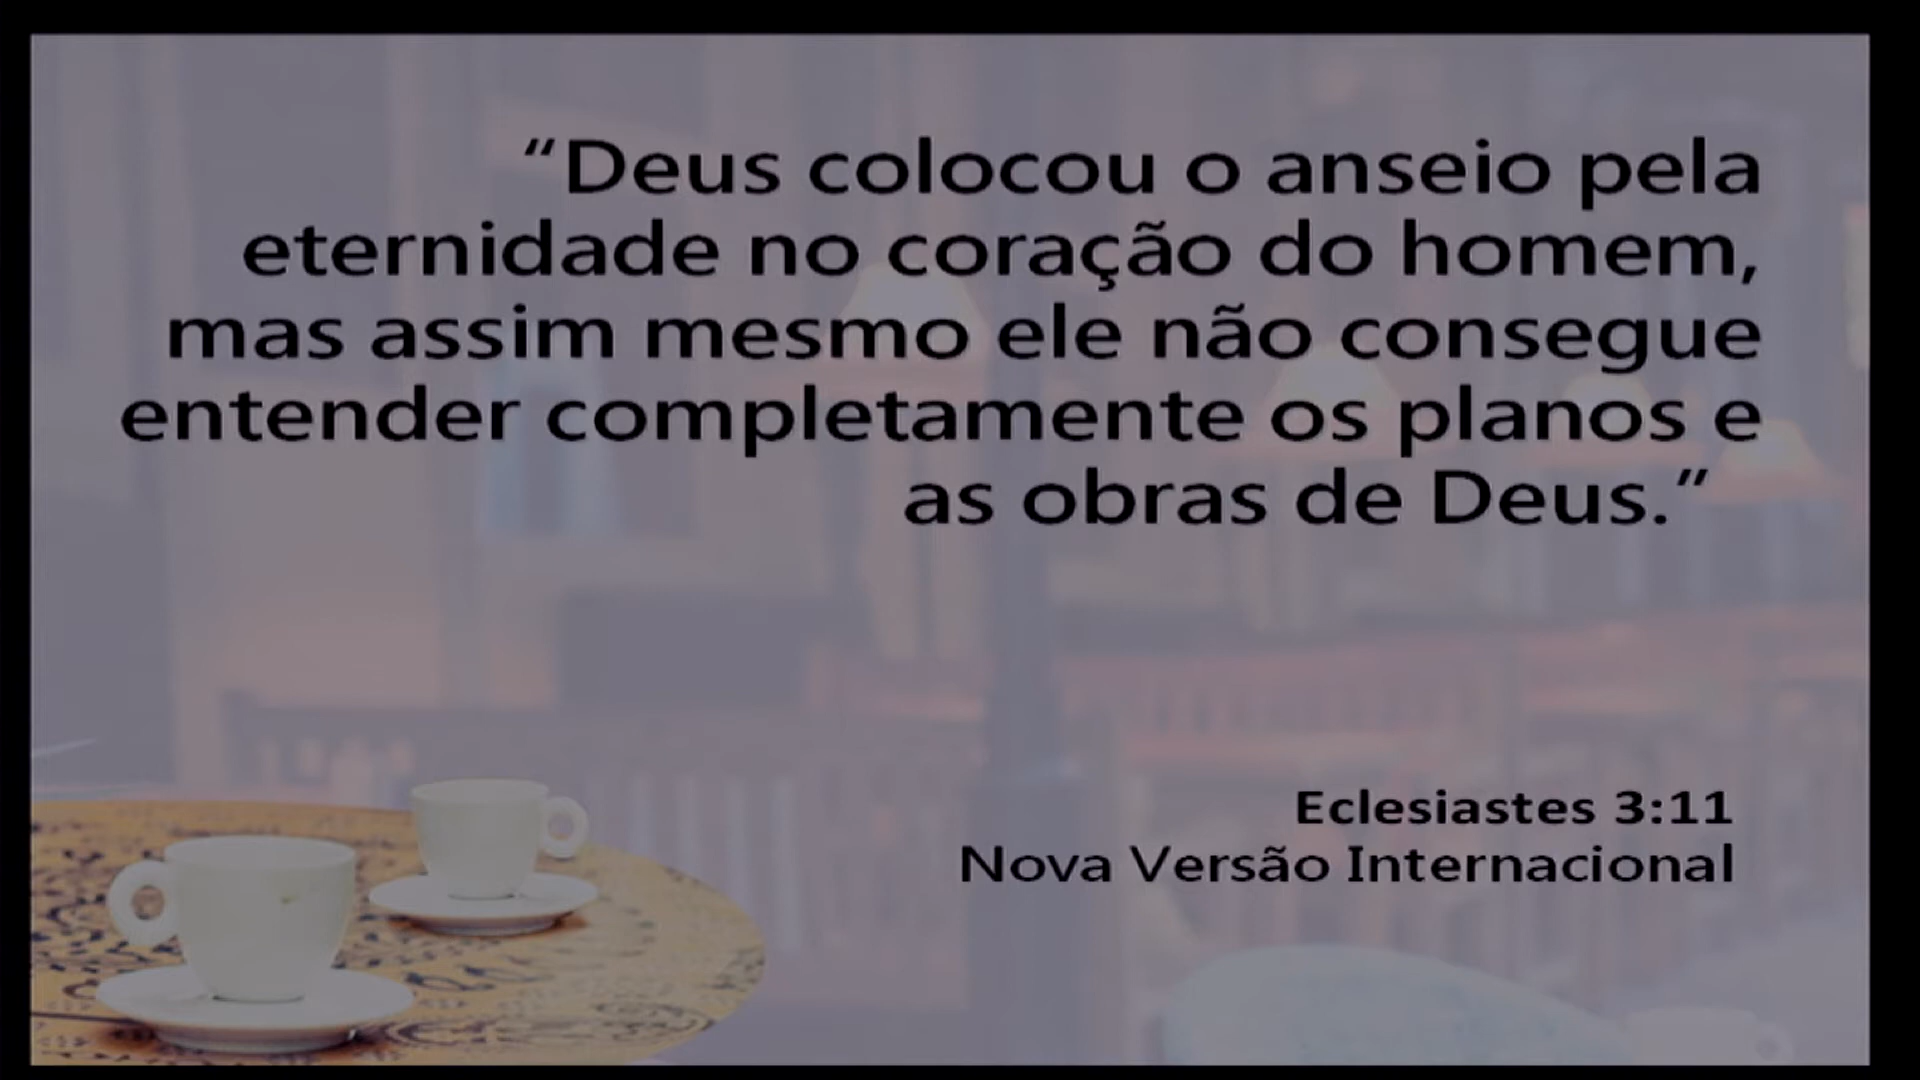 “Deus colocou o anseio pela
eternidade no coração do homem,
mas assim mesmo ele não consegue
entender completamente os planos e
as obras de Deus.”
Eclesiastes 3:11
Nova Versão Internacional